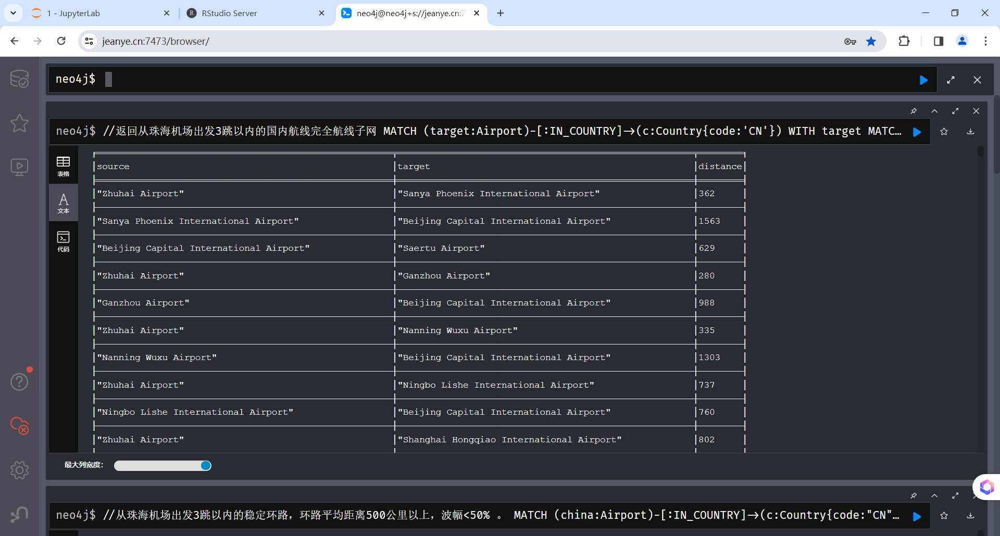 1 - JupyterLab
RStudio Server
neo4j@neo4j+s://jeanye.cn:7
jeanye.cn:7473/browser/
neo4j$
neo4j$ //返回从珠海机场出发3跳以内的国内航线完全航线子网 MATCH (target:Airport)-[:IN_COUNTRY]→(c:Country{code:'CN'}) WITH target MATC…
表格
文本
代码
source target distance
"Zhuhai Airport" "Sanya Phoenix International Airport" 362
"Sanya Phoenix International Airport" "Beijing Capital International Airport" 1563
"Beijing Capital International Airport" "Saertu Airport" 629
"Zhuhai Airport" "Ganzhou Airport" 280
"Ganzhou Airport" "Beijing Capital International Airport" 988
"Zhuhai Airport" "Nanning Wuxu Airport" 335
"Nanning Wuxu Airport" "Beijing Capital International Airport" 1303
"Zhuhai Airport" "Ningbo Lishe International Airport" 737
"Ningbo Lishe International Airport" "Beijing Capital International Airport" 760
"Zhuhai Airport" "Shanghai Hongqiao International Airport" 802
最大列宽度：
neo4j$ //从珠海机场出发3跳以内的稳定环路，环路平均距离500公里以上，波幅<50% 。 MATCH (china:Airport)-[:IN_COUNTRY]→(c:Country{code:"CN"…